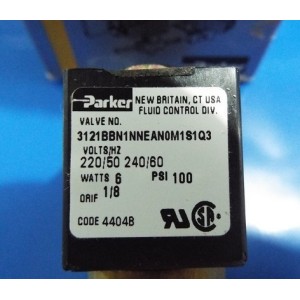 Parker
NEW BRITAIN, CT USA
FLUID CONTROL DIV.
VALVE NO.
3121BBN1NNEAN0M1S1Q3
VOLTS/HZ
220/50 240/60
WATTS 6 PSI 100
ORIF 1/8
CODE 4404B